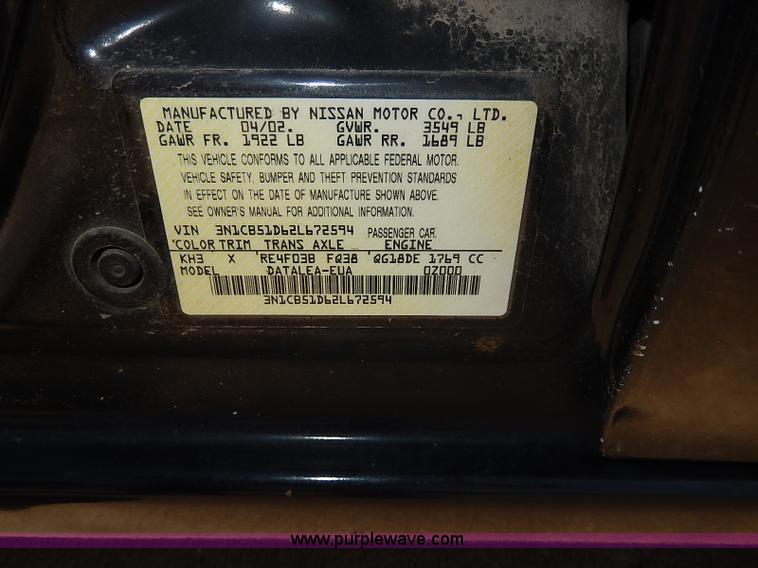 MANUFACTURED BY NISSAN MOTOR CO., LTD.
DATE 04/02. GVWR. 3549 LB
GAWR FR. 1922 LB GAWR RR. 1689 LB
THIS VEHICLE CONFORMS TO ALL APPLICABLE FEDERAL MOTOR.
VEHICLE SAFETY, BUMPER AND THEFT PREVENTION STANDARDS
IN EFFECT ON THE DATE OF MANUFACTURE SHOWN ABOVE.
SEE OWNER'S MANUAL FOR ADDITIONAL INFORMATION.
VIN 3N1CB51D62L672594 PASSENGER CAR.
COLOR TRIM TRANS AXLE ENGINE
KH3 X RE4F03B FQ38 QG18DE 1769 CC
MODEL DATALEA-EUA 0Z000
3N1CB51D62L672594
www.purplewave.com